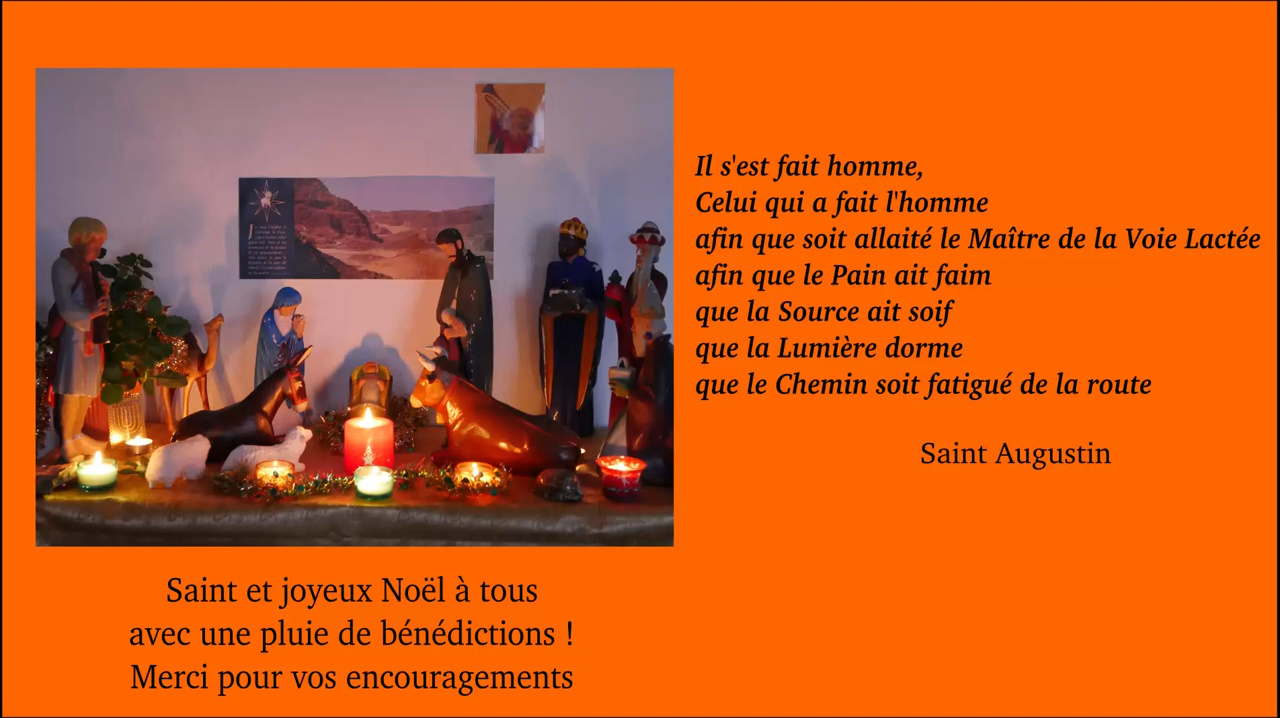 Il s'est fait homme,
Celui qui a fait l'homme
afin que soit allaité le Maître de la Voie Lactée
afin que le Pain ait faim
que la Source ait soif
que la Lumière dorme
que le Chemin soit fatigué de la route
Saint Augustin
Saint et joyeux Noël à tous
avec une pluie de bénédictions !
Merci pour vos encouragements